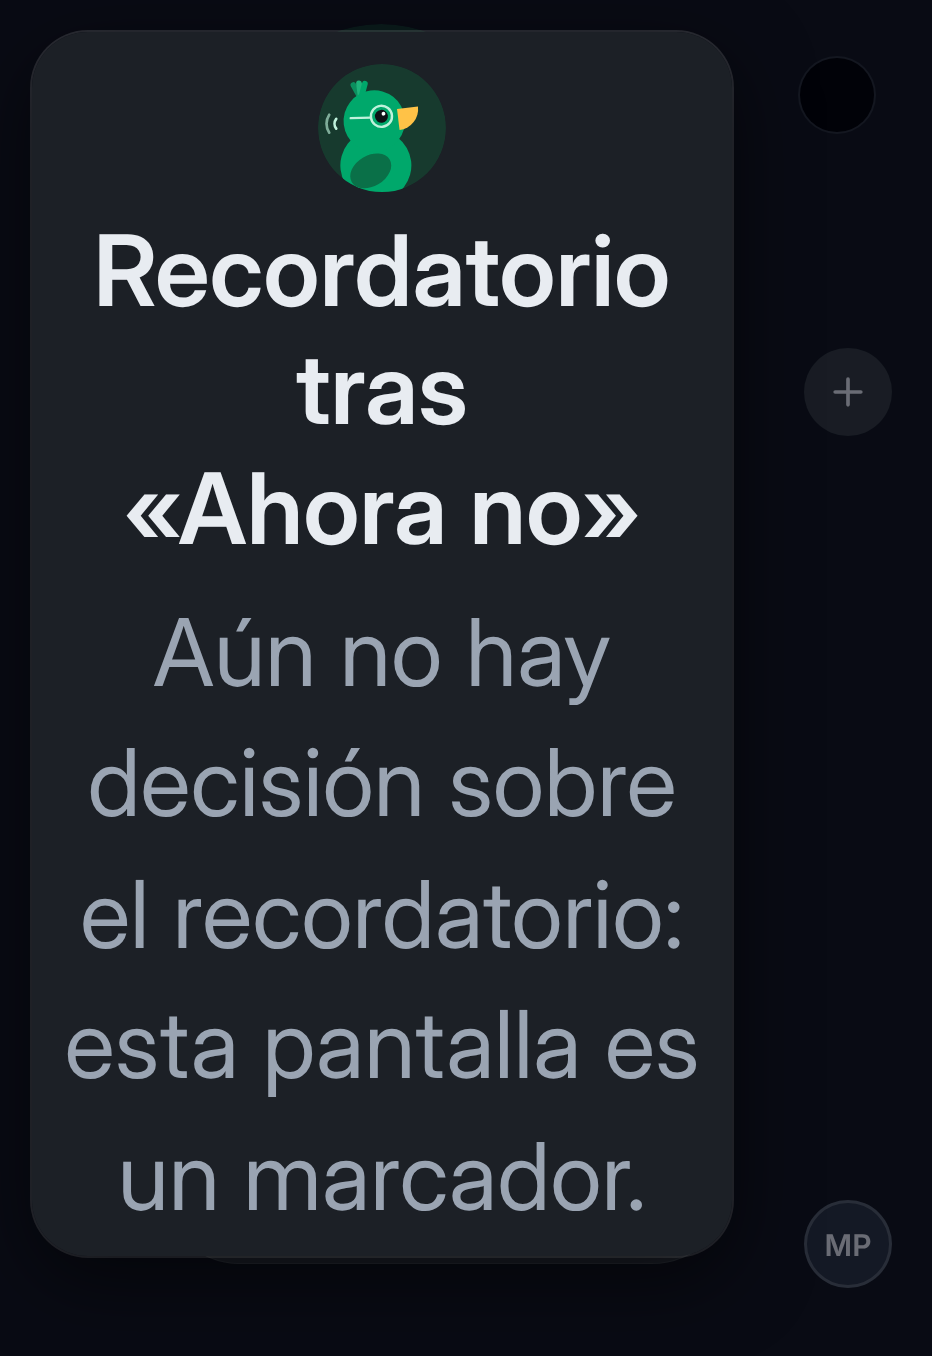 Recordatorio
tras
«Ahora no»
Aún no hay
decisión sobre
el recordatorio:
esta pantalla es
un marcador.
MP